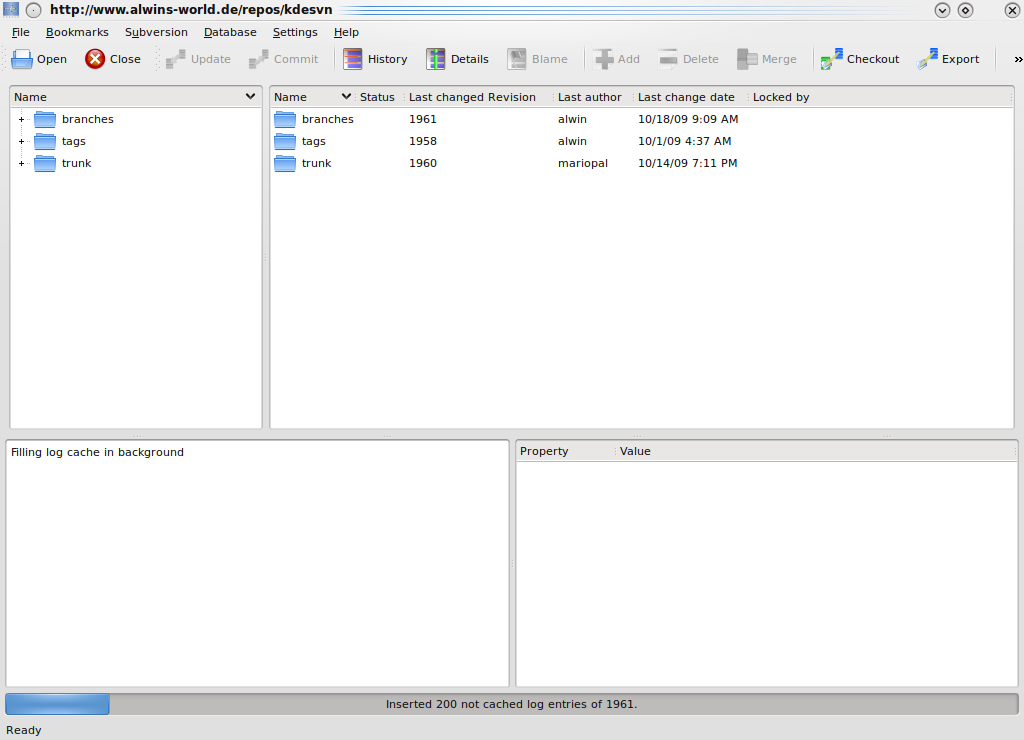 http://www.alwins-world.de/repos/kdesvn
File Bookmarks Subversion Database Settings Help
Open Close Update Commit History Details Blame Add Delete Merge Checkout Export »
Name
branches
tags
trunk
Name Status Last changed Revision Last author Last change date Locked by
branches 1961 alwin 10/18/09 9:09 AM
tags 1958 alwin 10/1/09 4:37 AM
trunk 1960 mariopal 10/14/09 7:11 PM
Filling log cache in background
Property Value
Inserted 200 not cached log entries of 1961.
Ready